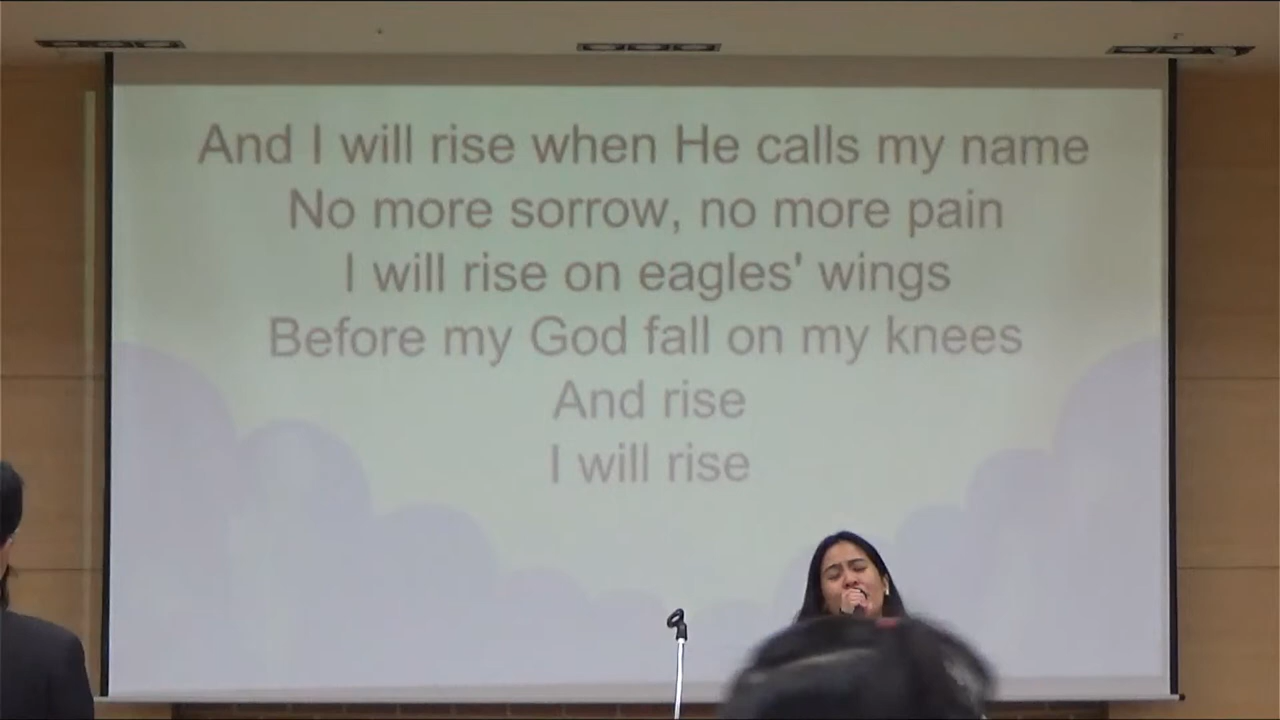 And I will rise when He calls my name
No more sorrow, no more pain
I will rise on eagles' wings
Before my God fall on my knees
And rise
I will rise